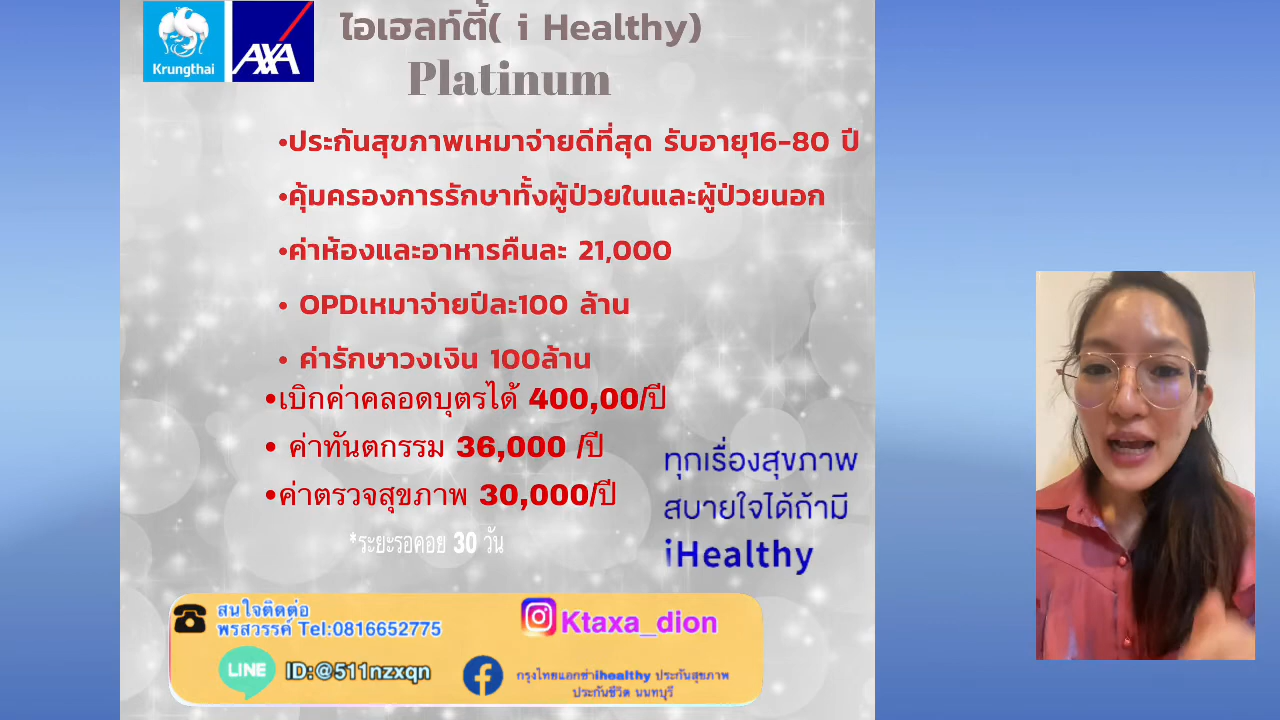 Krungthai
AXA
ไอเฮลท์ตี้( i Healthy)
Platinum
•ประกันสุขภาพเหมาจ่ายดีที่สุด รับอายุ16-80 ปี
•คุ้มครองการรักษาทั้งผู้ป่วยในและผู้ป่วยนอก
•ค่าห้องและอาหารคืนละ 21,000
• OPDเหมาจ่ายปีละ100 ล้าน
• ค่ารักษาวงเงิน 100ล้าน
•เบิกค่าคลอดบุตรได้ 400,00/ปี
• ค่าทันตกรรม 36,000 /ปี
•ค่าตรวจสุขภาพ 30,000/ปี
*ระยะรอคอย 30 วัน
ทุกเรื่องสุขภาพ
สบายใจได้ถ้ามี
iHealthy
สนใจติดต่อ
พรสวรรค์ Tel:0816652775
Ktaxa_dion
LINE
ID:@511nzxqn
กรุงไทยแอกซ่าihealthy ประกันสุขภาพ
ประกันชีวิต นนทบุรี